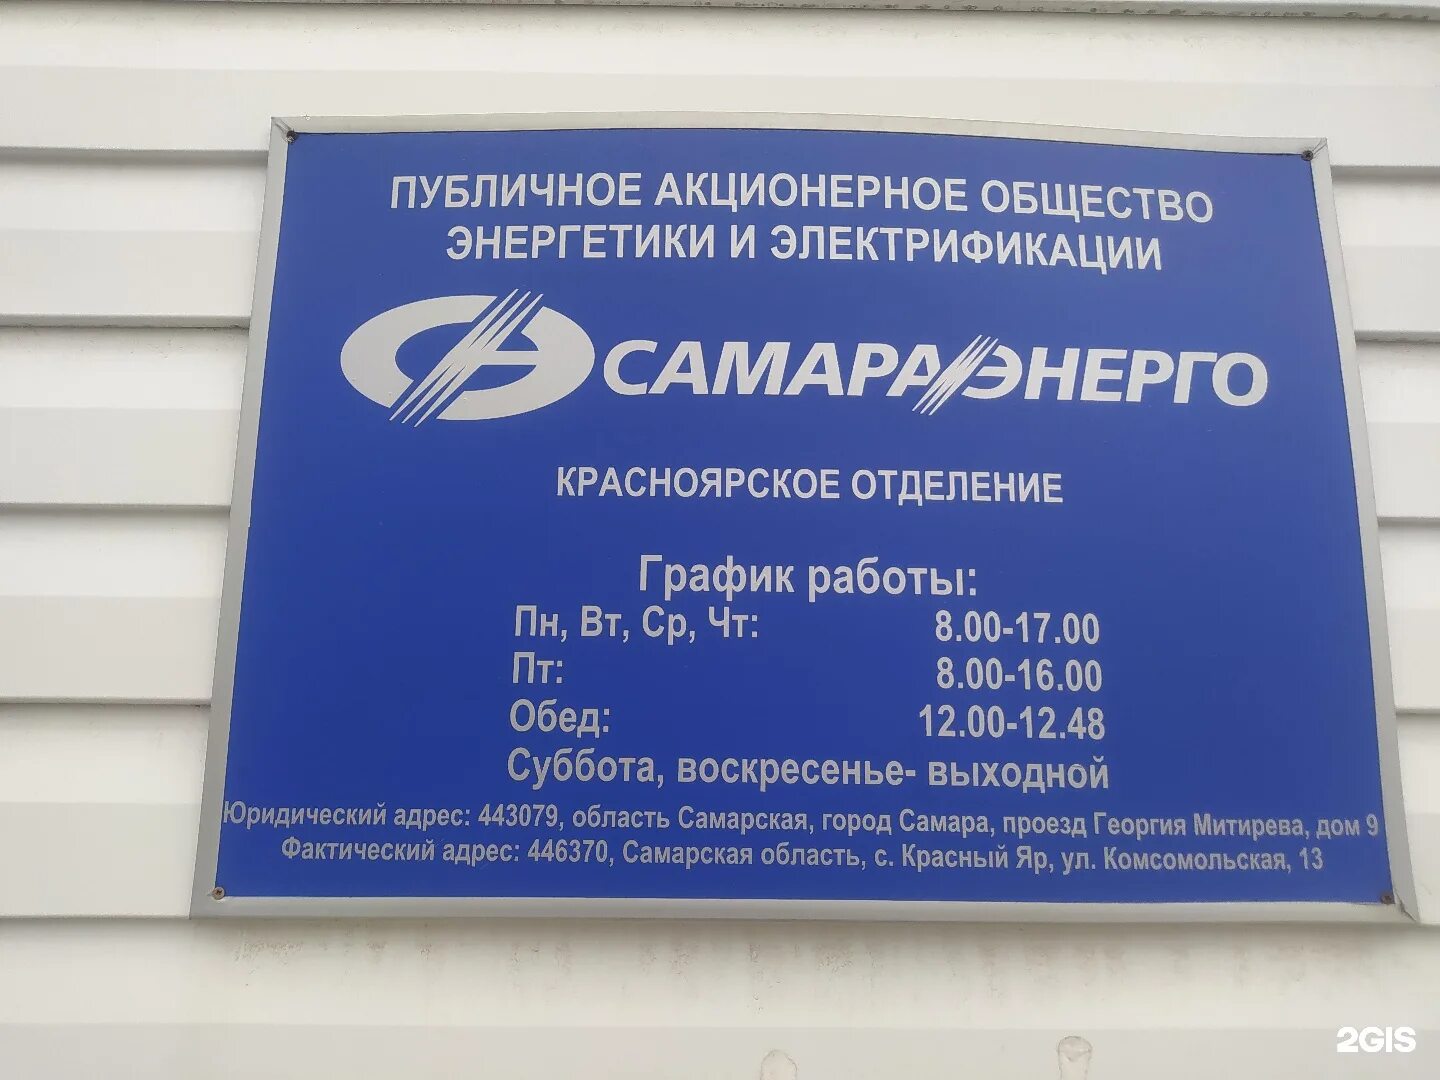 ПУБЛИЧНОЕ АКЦИОНЕРНОЕ ОБЩЕСТВО
ЭНЕРГЕТИКИ И ЭЛЕКТРИФИКАЦИИ
САМАРАЭНЕРГО
КРАСНОЯРСКОЕ ОТДЕЛЕНИЕ
График работы:
Пн, Вт, Ср, Чт: 8.00-17.00
Пт: 8.00-16.00
Обед: 12.00-12.48
Суббота, воскресенье- выходной
Юридический адрес: 443079, область Самарская, город Самара, проезд Георгия Митирева, дом 9
Фактический адрес: 446370, Самарская область, с. Красный Яр, ул. Комсомольская, 13
2GIS